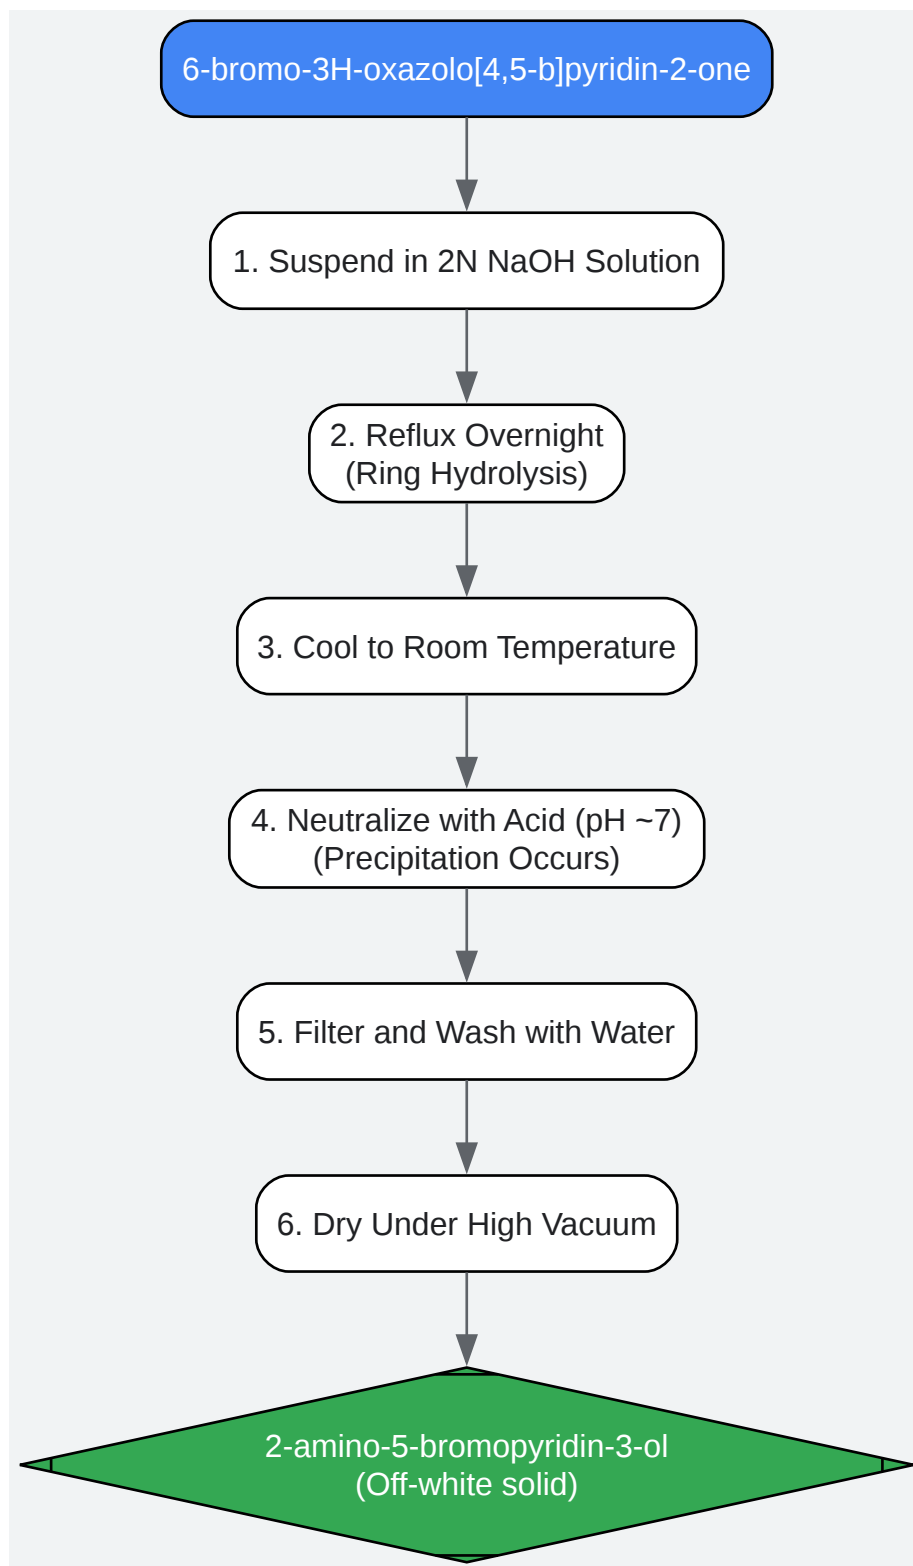 6-bromo-3H-oxazolo[4,5-b]pyridin-2-one
1. Suspend in 2N NaOH Solution
2. Reflux Overnight
(Ring Hydrolysis)
3. Cool to Room Temperature
4. Neutralize with Acid (pH ~7)
(Precipitation Occurs)
5. Filter and Wash with Water
6. Dry Under High Vacuum
2-amino-5-bromopyridin-3-ol
(Off-white solid)